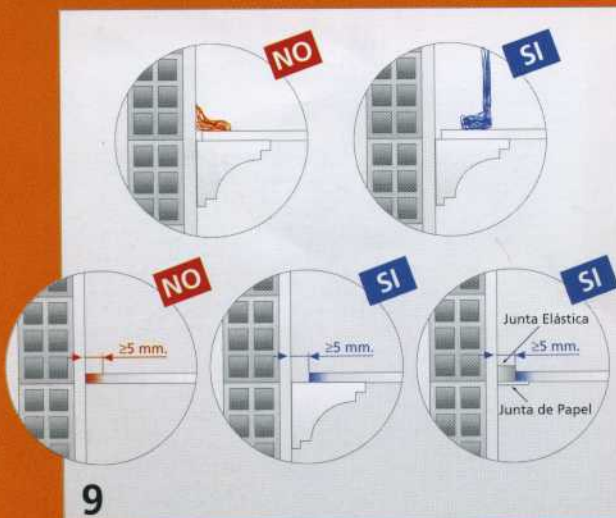 NO
SI
NO
≥5 mm.
SI
≥5 mm.
SI
Junta Elástica
≥5 mm.
Junta de Papel
9